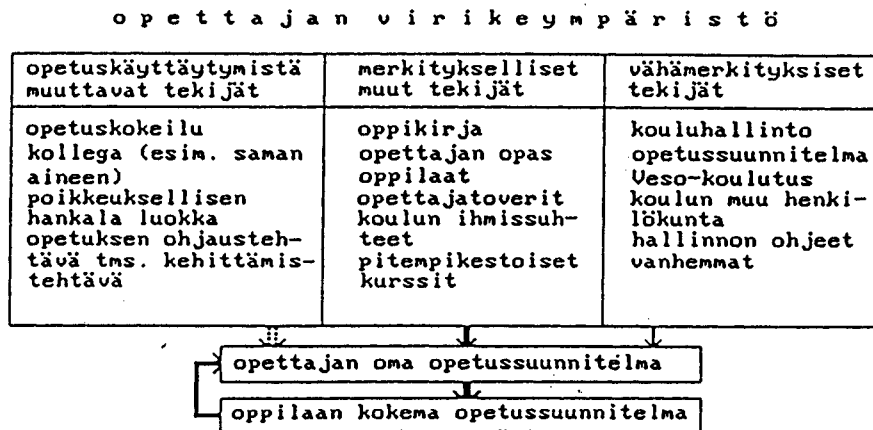 opettajan virikeympäristö
opetuskäyttäytymistä
muuttavat tekijät
merkitykselliset
muut tekijät
vähämerkityksiset
tekijät
opetuskokeilu
kollega (esim. saman
aineen)
poikkeuksellisen
hankala luokka
opetuksen ohjausteh-
tävä tms. kehittämis-
tehtävä
oppikirja
opettajan opas
oppilaat
opettajatoverit
koulun ihmissuh-
teet
pitempikestoiset
kurssit
kouluhallinto
opetussuunnitelma
Veso-koulutus
koulun muu henki-
lökunta
hallinnon ohjeet
vanhemmat
opettajan oma opetussuunnitelma
oppilaan kokema opetussuunnitelma